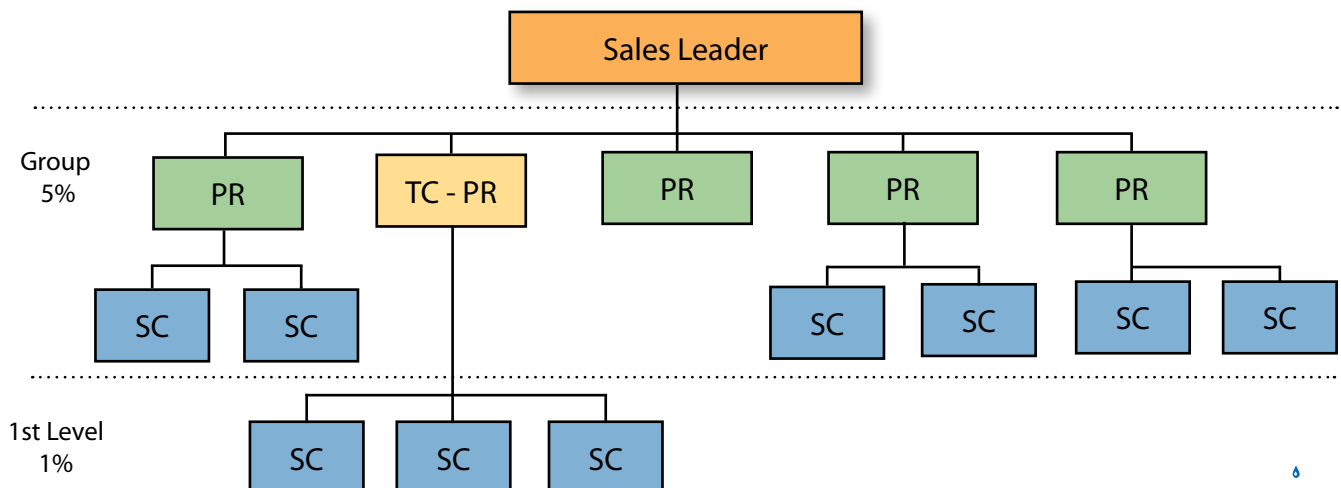 Sales Leader
Group
5%
PR
TC - PR
PR
PR
PR
SC
SC
SC
SC
SC
SC
1st Level
1%
SC
SC
SC